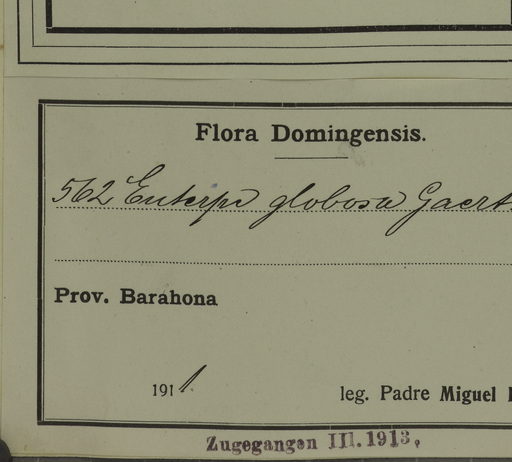 Flora Domingensis.
562 Euterpe globosa Gaert
Prov. Barahona
1911.
leg. Padre Miguel
Zugegangen III. 1913.